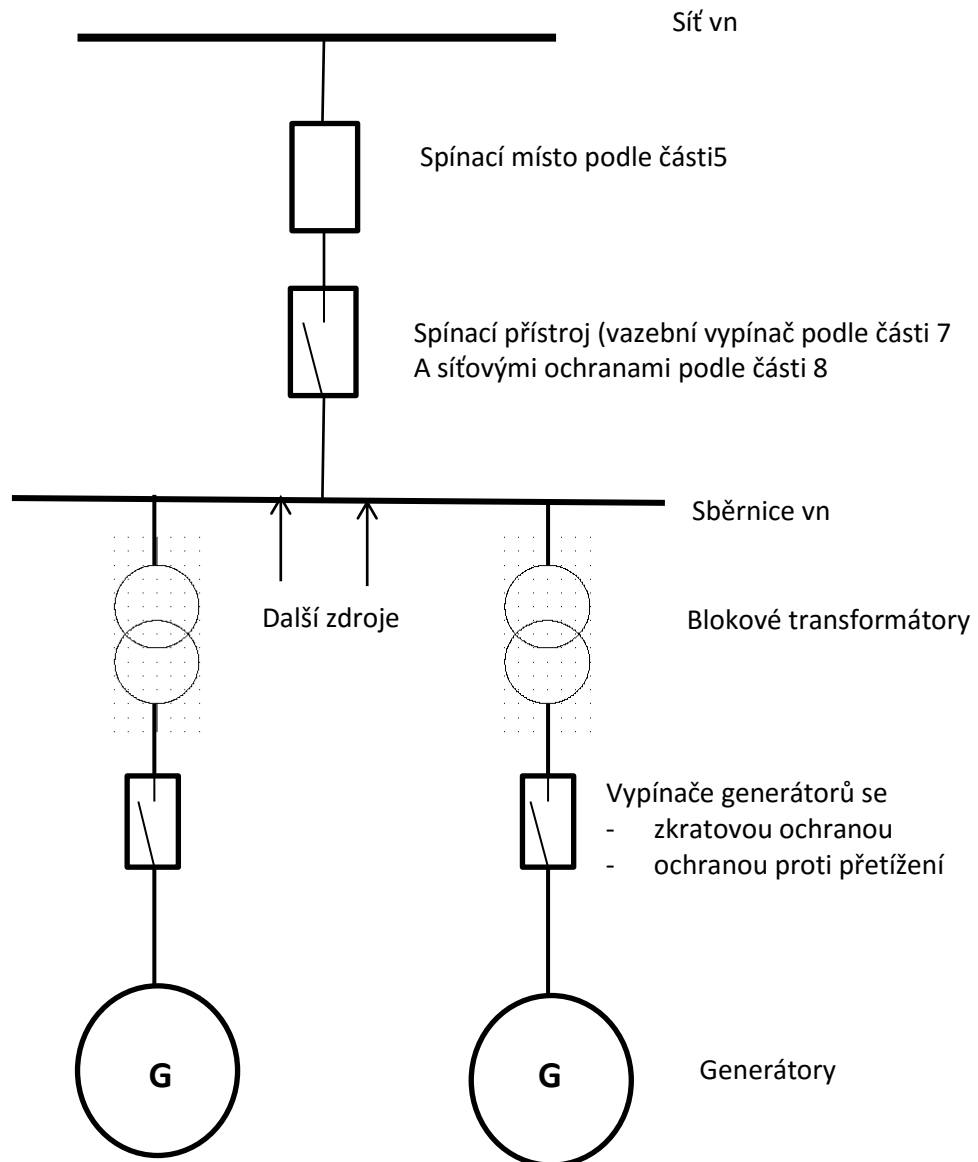 Síť vn
Spínací místo podle části5
Spínací přístroj (vazební vypínač podle části 7
A síťovými ochranami podle části 8
Sběrnice vn
Další zdroje
Blokové transformátory
Vypínače generátorů se
- zkratovou ochranou
- ochranou proti přetížení
G
G
Generátory